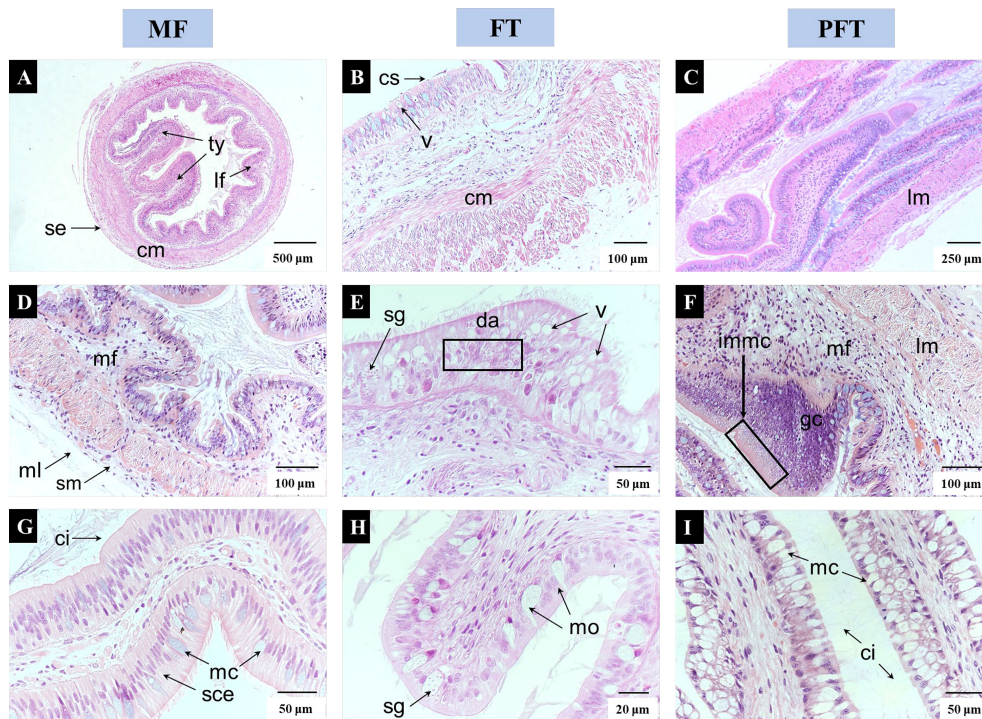 MF
FT
PFT
A
ty
lf
se
cm
500 μm
B
cs
v
cm
100 μm
C
lm
250 μm
D
mf
ml
sm
100 μm
E
sg
da
v
50 μm
F
immc
mf
lm
gc
100 μm
G
ci
mc
sce
50 μm
H
mo
sg
20 μm
I
mc
ci
50 μm